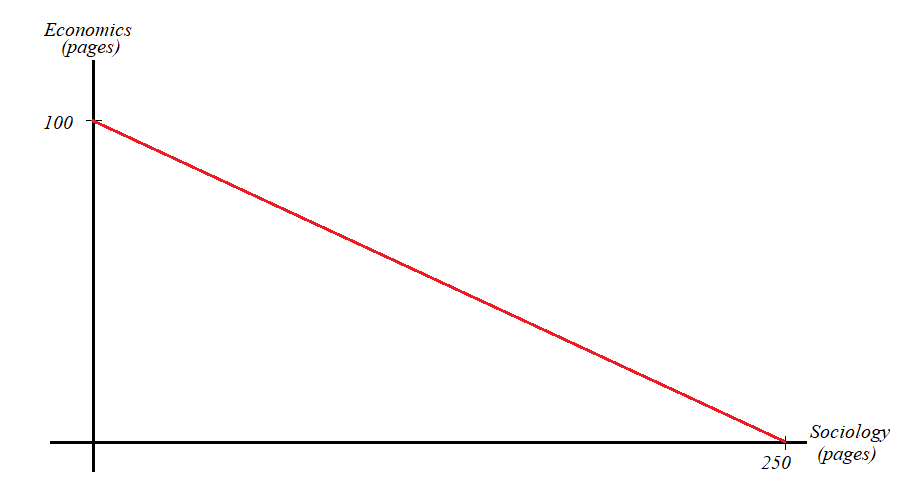 Economics
(pages)
100
Sociology
(pages)
250